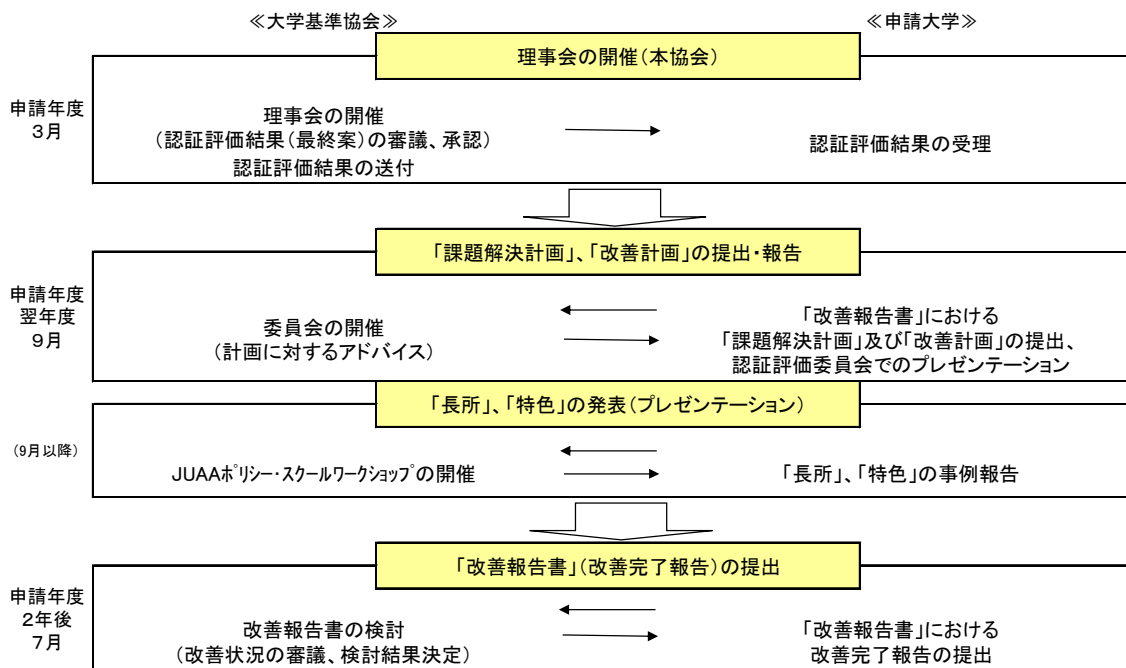 ≪大学基準協会≫
≪申請大学≫
理事会の開催(本協会)
申請年度
3月
理事会の開催
(認証評価結果(最終案)の審議、承認)
認証評価結果の送付
認証評価結果の受理
「課題解決計画」、「改善計画」の提出・報告
申請年度
翌年度
9月
委員会の開催
(計画に対するアドバイス)
「改善報告書」における
「課題解決計画」及び「改善計画」の提出、
認証評価委員会でのプレゼンテーション
「長所」、「特色」の発表(プレゼンテーション)
(9月以降)
JUAAポリシー・スクールワークショップの開催
「長所」、「特色」の事例報告
「改善報告書」(改善完了報告)の提出
申請年度
2年後
7月
改善報告書の検討
(改善状況の審議、検討結果決定)
「改善報告書」における
改善完了報告の提出